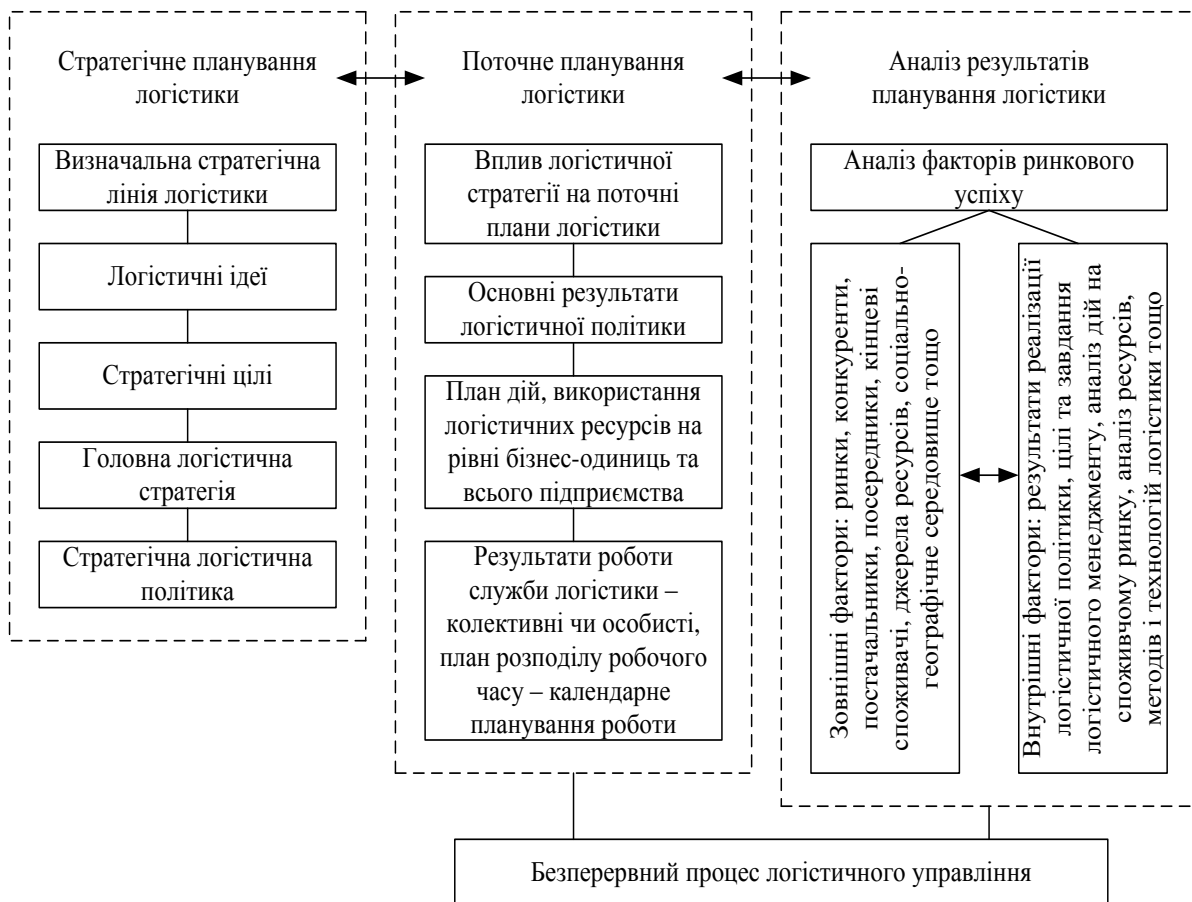 Стратегічне планування
логістики
Визначальна стратегічна
лінія логістики
Логістичні ідеї
Стратегічні цілі
Головна логістична
стратегія
Стратегічна логістична
політика
Поточне планування
логістики
Вплив логістичної
стратегії на поточні
плани логістики
Основні результати
логістичної політики
План дій, використання
логістичних ресурсів на
рівні бізнес-одиниць та
всього підприємства
Результати роботи
служби логістики –
колективні чи особисті,
план розподілу робочого
часу – календарне
планування роботи
Аналіз результатів
планування логістики
Аналіз факторів ринкового
успіху
Зовнішні фактори: ринки, конкуренти,
постачальники, посередники, кінцеві
споживачі, джерела ресурсів, соціально-
географічне середовище тощо
Внутрішні фактори: результати реалізації
логістичної політики, цілі та завдання
логістичного менеджменту, аналіз дій на
споживчому ринку, аналіз ресурсів,
методів і технологій логістики тощо
Безперервний процес логістичного управління